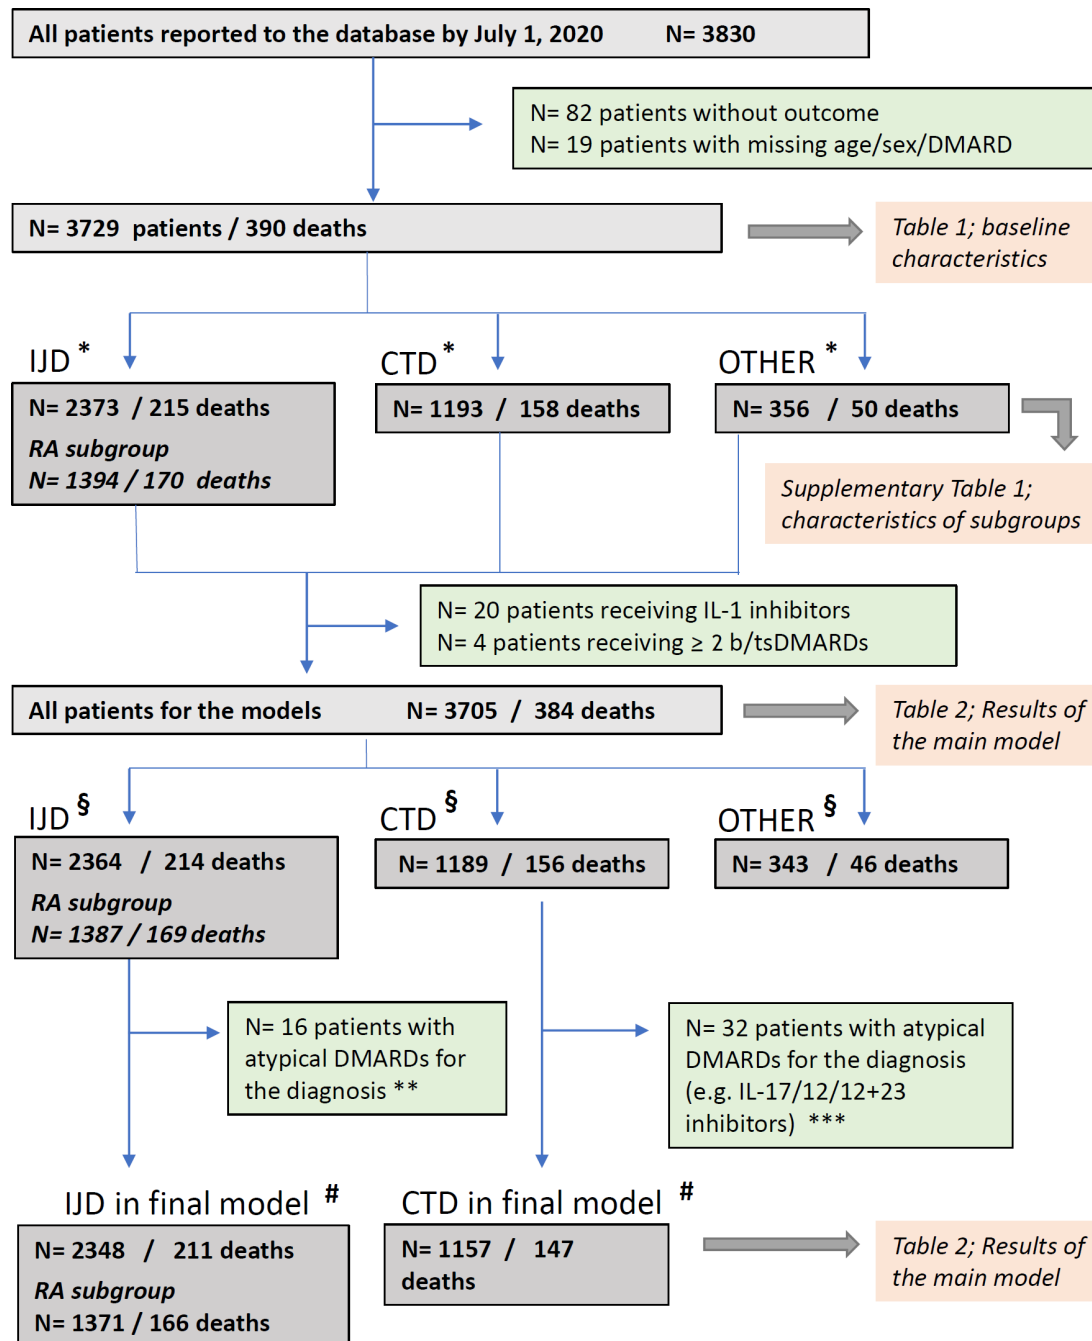 All patients reported to the database by July 1, 2020 N= 3830
N= 82 patients without outcome
N= 19 patients with missing age/sex/DMARD
N= 3729 patients / 390 deaths
Table 1; baseline
characteristics
IJD *
CTD *
OTHER *
N= 2373 / 215 deaths
RA subgroup
N= 1394 / 170 deaths
N= 1193 / 158 deaths
N= 356 / 50 deaths
Supplementary Table 1;
characteristics of subgroups
N= 20 patients receiving IL-1 inhibitors
N= 4 patients receiving ≥ 2 b/tsDMARDs
All patients for the models N= 3705 / 384 deaths
Table 2; Results of
the main model
IJD §
CTD §
OTHER §
N= 2364 / 214 deaths
RA subgroup
N= 1387 / 169 deaths
N= 1189 / 156 deaths
N= 343 / 46 deaths
N= 16 patients with
atypical DMARDs for
the diagnosis **
N= 32 patients with atypical
DMARDs for the diagnosis
(e.g. IL-17/12/12+23
inhibitors) ***
IJD in final model #
CTD in final model #
N= 2348 / 211 deaths
RA subgroup
N= 1371 / 166 deaths
N= 1157 / 147
deaths
Table 2; Results of
the main model